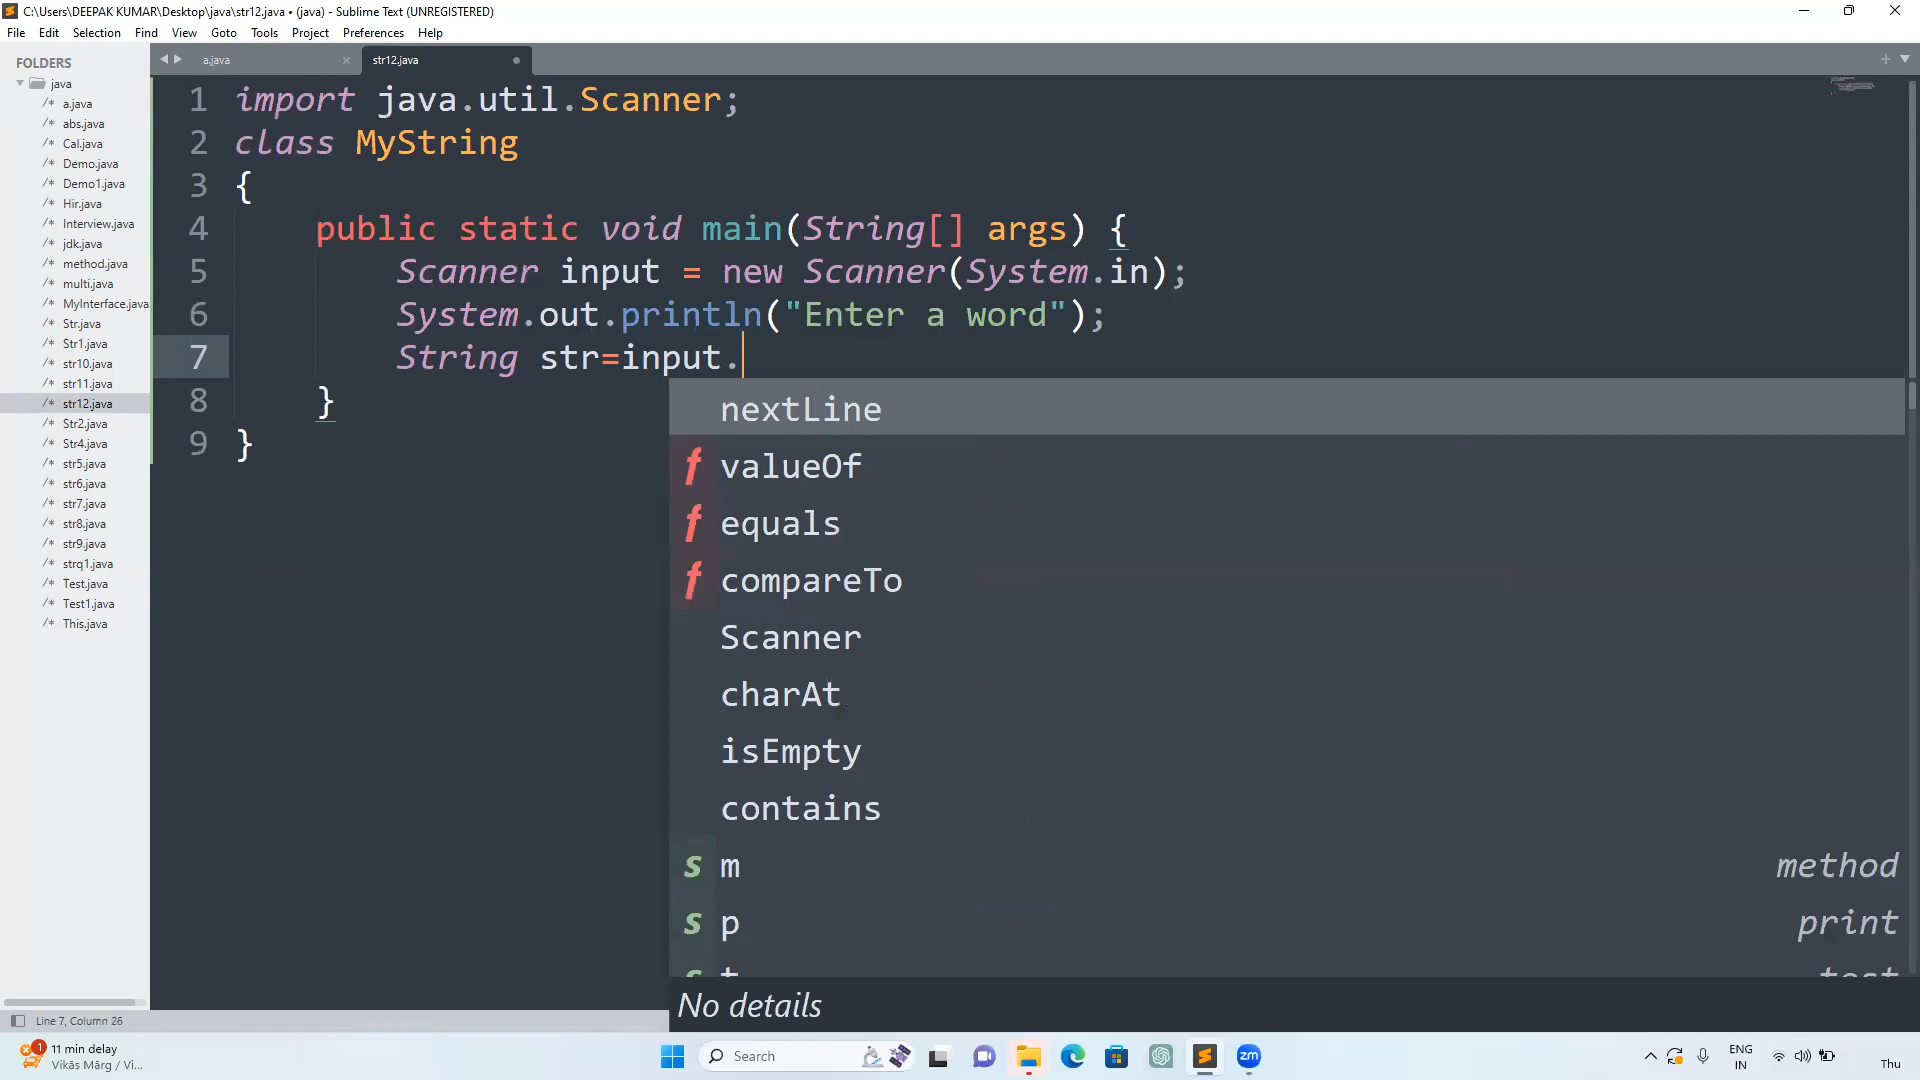 C:\Users\DEEPAK KUMAR\Desktop\java\str12.java • (java) - Sublime Text (UNREGISTERED)
File Edit Selection Find View Goto Tools Project Preferences Help
FOLDERS
java
a.java
abs.java
Cal.java
Demo.java
Demo1.java
Hir.java
Interview.java
jdk.java
method.java
multi.java
MyInterface.java
Str.java
Str1.java
str10.java
str11.java
str12.java
Str2.java
Str4.java
str5.java
str6.java
str7.java
str8.java
str9.java
strq1.java
Test.java
Test1.java
This.java
a.java
str12.java
1 import java.util.Scanner;
2 class MyString
3 {
4 public static void main(String[] args) {
5 Scanner input = new Scanner(System.in);
6 System.out.println("Enter a word");
7 String str=input.
8 }
9 }
nextLine
f valueOf
f equals
f compareTo
Scanner
charAt
isEmpty
contains
s m method
s p print
No details
Line 7, Column 26
1
11 min delay
Vikās Mārg / Vi...
Search
zm
ENG
IN
Thu